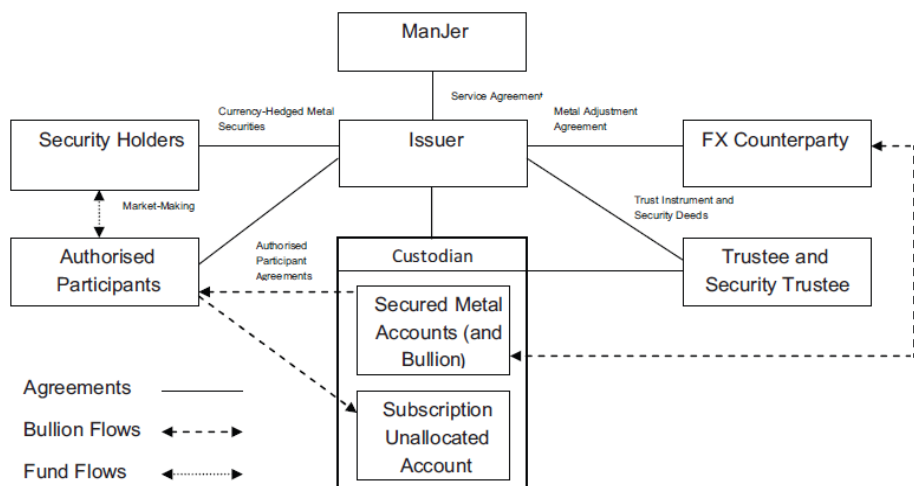 ManJer
Service Agreement
Currency-Hedged Metal
Securities
Metal Adjustment
Agreement
Security Holders
Issuer
FX Counterparty
Market-Making
Trust Instrument and
Security Deeds
Authorised
Participants
Authorised
Participant
Agreements
Custodian
Trustee and
Security Trustee
Secured Metal
Accounts (and
Bullion)
Subscription
Unallocated
Account
Agreements
Bullion Flows
Fund Flows